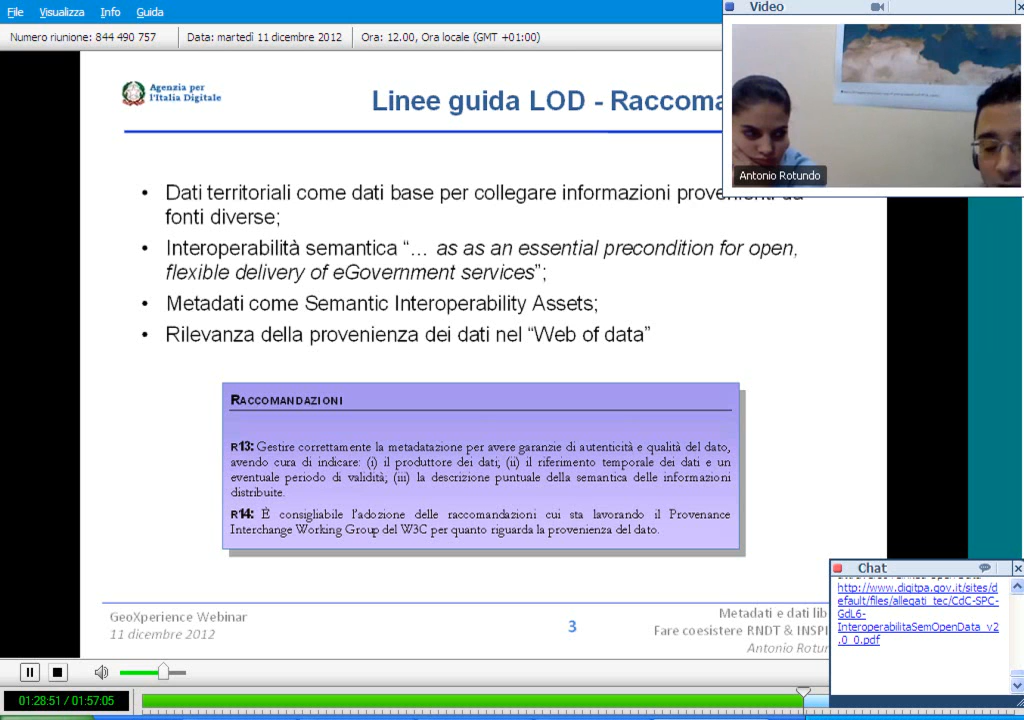 File Visualizza Info Guida
Video
Numero riunione: 844 490 757 Data: martedì 11 dicembre 2012 Ora: 12.00, Ora locale (GMT +01:00)
Agenzia per
l'Italia Digitale
Linee guida LOD - Raccoma
Antonio Rotundo
• Dati territoriali come dati base per collegare informazioni provenienti da
fonti diverse;
• Interoperabilità semantica “... as as an essential precondition for open,
flexible delivery of eGovernment services”;
• Metadati come Semantic Interoperability Assets;
• Rilevanza della provenienza dei dati nel “Web of data”
RACCOMANDAZIONI
R13: Gestire correttamente la metadatazione per avere garanzie di autenticità e qualità del dato,
avendo cura di indicare: (i) il produttore dei dati; (ii) il riferimento temporale dei dati e un
eventuale periodo di validità; (iii) la descrizione puntuale della semantica delle informazioni
distribuite.
R14: È consigliabile l'adozione delle raccomandazioni cui sta lavorando il Provenance
Interchange Working Group del W3C per quanto riguarda la provenienza del dato.
GeoXperience Webinar
11 dicembre 2012
3
Metadati e dati lib
Fare coesistere RNDT & INSPI
Antonio Rotur
Chat
http://www.digitpa.gov.it/sites/d
efault/files/allegati_tec/CdC-SPC-
GdL6-
InteroperabilitaSemOpenData_v2
.0_0.pdf
01:28:51 / 01:57:05